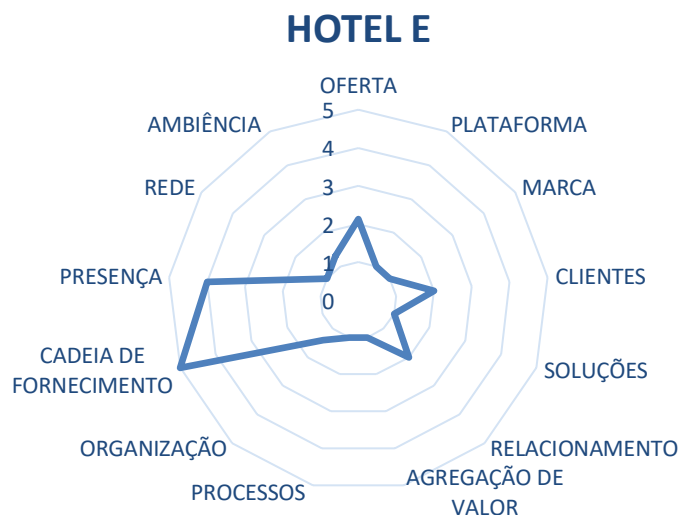 HOTEL E
OFERTA
PLATAFORMA
MARCA
CLIENTES
SOLUÇÕES
RELACIONAMENTO
AGREGAÇÃO DE
VALOR
PROCESSOS
ORGANIZAÇÃO
CADEIA DE
FORNECIMENTO
PRESENÇA
REDE
AMBIÊNCIA
5
4
3
2
1
0